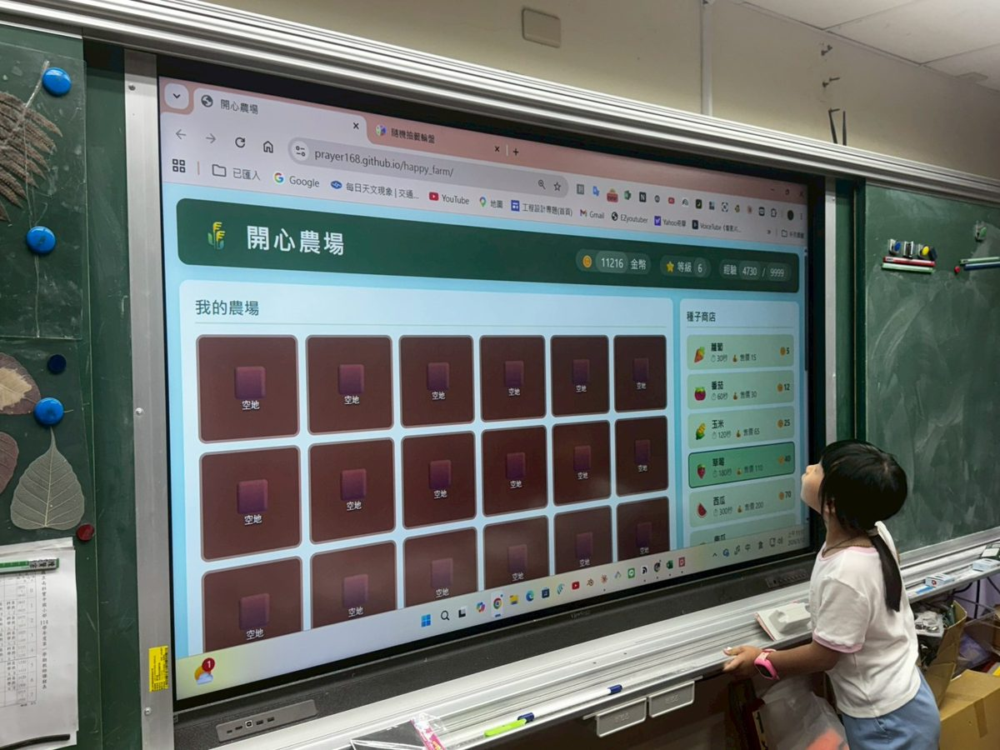 開心農場
隨機抽籤輪盤
prayer168.github.io/happy_farm/
已匯入
Google
每日天文現象 | 交通...
YouTube
地圖
工程設計專題(首頁)
Gmail
EZyoutuber
Yahoo奇摩
開心農場
11216 金幣
等級 6
經驗 4730 / 9999
我的農場
空地 空地 空地 空地 空地 空地
空地 空地 空地 空地 空地 空地
空地 空地 空地 空地 空地 空地
種子商店
蘿蔔
30秒 售價 15
5
番茄
60秒 售價 30
12
玉米
120秒 售價 65
25
草莓
180秒 售價 110
40
西瓜
300秒 售價 200
70
南瓜
1
ViewSonic